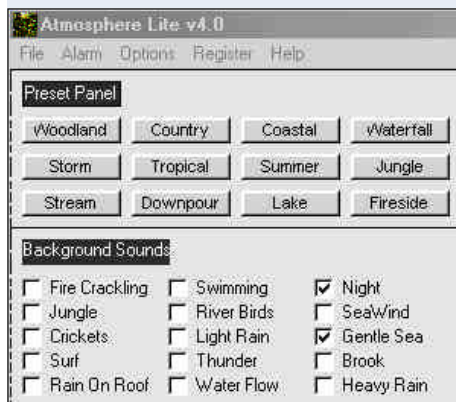 Atmosphere Lite v4.0
File Alarm Options Register Help
Preset Panel
Woodland Country Coastal Waterfall
Storm Tropical Summer Jungle
Stream Downpour Lake Fireside
Background Sounds
Fire Crackling Swimming Night
Jungle River Birds SeaWind
Crickets Light Rain Gentle Sea
Surf Thunder Brook
Rain On Roof Water Flow Heavy Rain